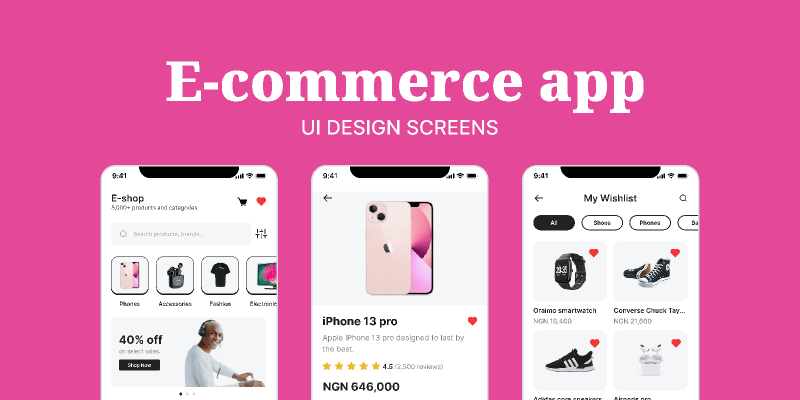 E-commerce app
UI DESIGN SCREENS
9:41
E-shop
5,000+ products and categories.
Search products, trends...
Phones
Accessories
Fashion
Electronic
40% off
on select sales.
Shop Now
9:41
iPhone 13 pro
Apple iPhone 13 pro designed to last by
the best.
4.5 (2,500 reviews)
NGN 646,000
9:41
My Wishlist
All
Shoes
Phones
Oraimo smartwatch
NGN 16,400
Converse Chuck Tay...
NGN 21,600
Adidas core sneakers
Airpods pro